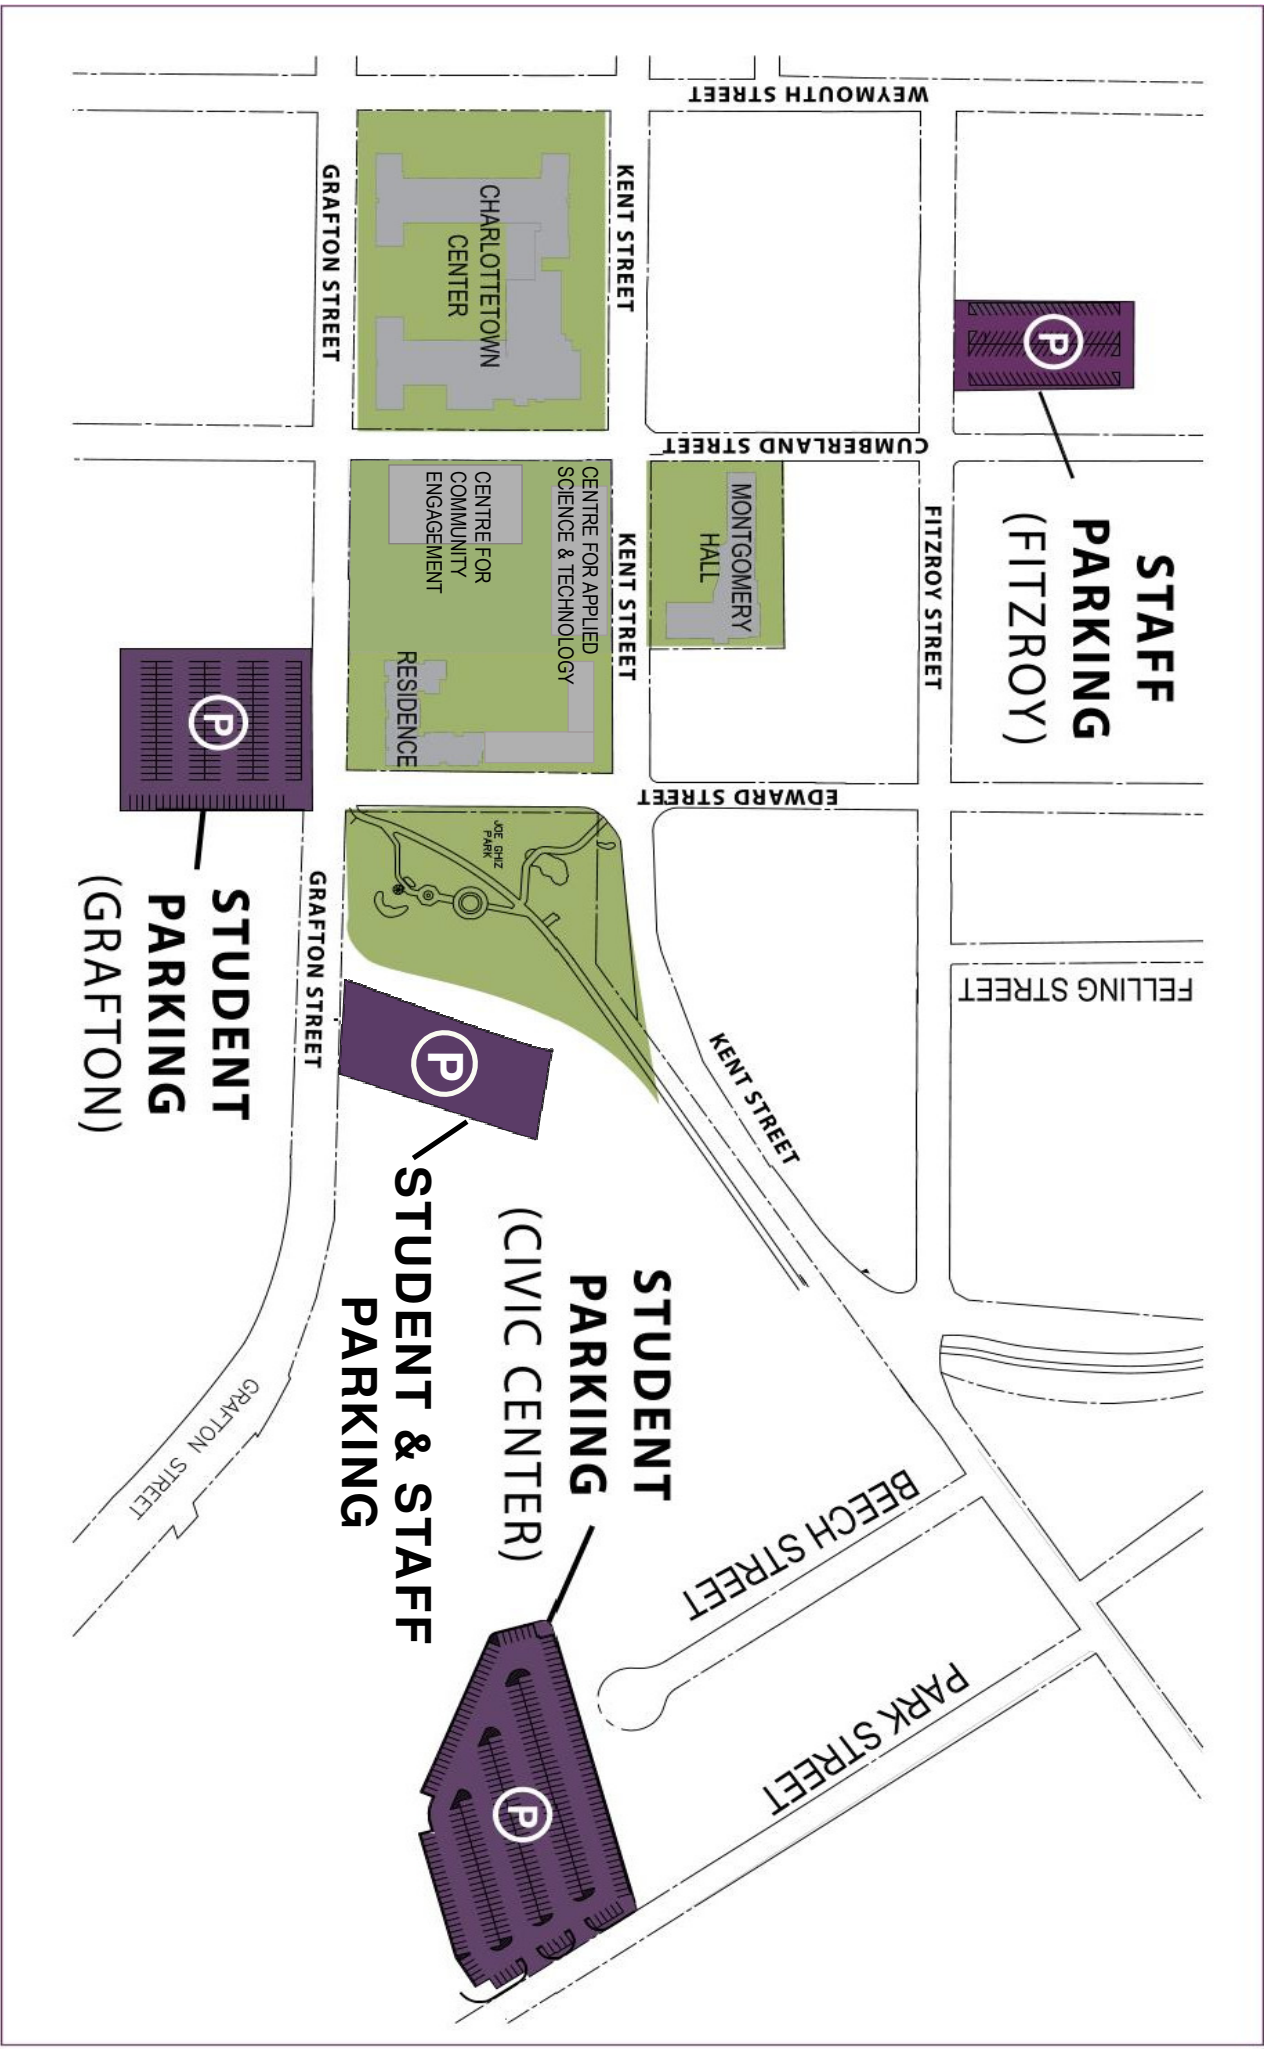 WEYMOUTH STREET
KENT STREET
GRAFTON STREET
CHARLOTTETOWN
CENTER
P
STAFF
PARKING
(FITZROY)
CUMBERLAND STREET
FITZROY STREET
MONTGOMERY
HALL
KENT STREET
CENTRE FOR APPLIED
SCIENCE & TECHNOLOGY
CENTRE FOR
COMMUNITY
ENGAGEMENT
RESIDENCE
P
STUDENT
PARKING
(GRAFTON)
EDWARD STREET
JOE GHIZ
PARK
GRAFTON STREET
FELLING STREET
KENT STREET
P
STUDENT & STAFF
PARKING
STUDENT
PARKING
(CIVIC CENTER)
P
GRAFTON STREET
BEECH STREET
PARK STREET